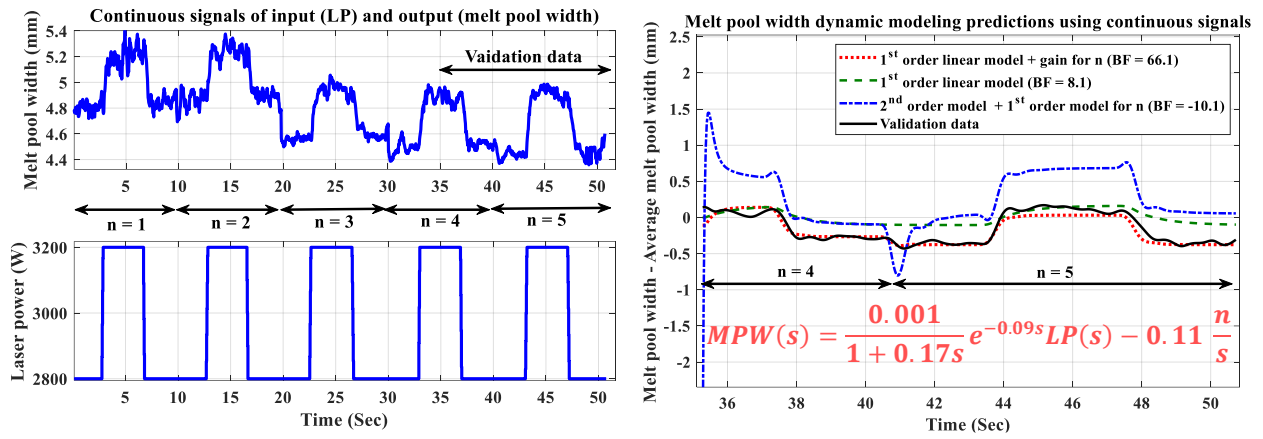 Continuous signals of input (LP) and output (melt pool width)
Melt pool width (mm)
5.4
5.2
5
4.8
4.6
4.4
Vaidation data
5 10 15 20 25 30 35 40 45 50
n = 1 n = 2 n = 3 n = 4 n = 5
Laser power (W)
3200
3000
2800
5 10 15 20 25 30 35 40 45 50
Time (Sec)
Melt pool width dynamic modeling predictions using continuous signals
Melt pool width - Average melt pool width (mm)
2.5
2
1.5
1
0.5
0
-0.5
-1
-1.5
-2
1st order linear model + gain for n (BF = 66.1)
1st order linear model (BF = 8.1)
2nd order model + 1st order model for n (BF = -10.1)
Validation data
n = 4 n = 5
MPW(s) = 0.001 / (1 + 0.17s) e^{-0.09s} LP(s) − 0.11 n/s
36 38 40 42 44 46 48 50
Time (Sec)